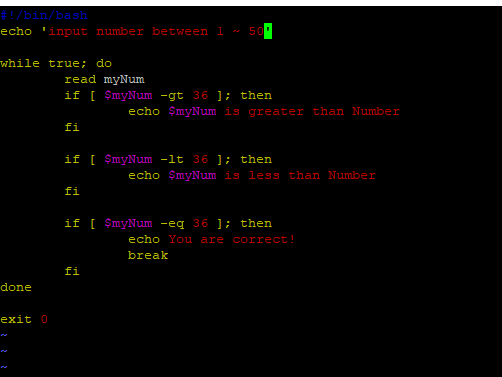 #!/bin/bash
echo 'input number between 1 ~ 50'

while true; do
        read myNum
        if [ $myNum -gt 36 ]; then
                echo $myNum is greater than Number
        fi

        if [ $myNum -lt 36 ]; then
                echo $myNum is less than Number
        fi

        if [ $myNum -eq 36 ]; then
                echo You are correct!
                break
        fi
done

exit 0
~
~
~